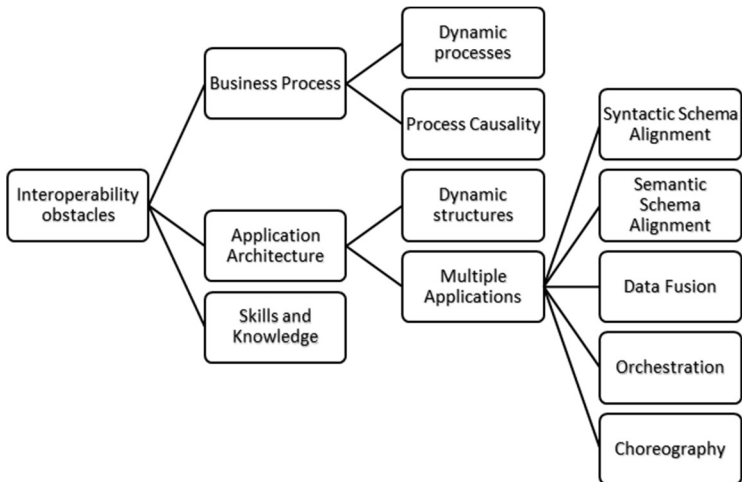 Interoperability
obstacles
Business Process
Dynamic
processes
Process Causality
Application
Architecture
Dynamic
structures
Multiple
Applications
Syntactic Schema
Alignment
Semantic
Schema
Alignment
Data Fusion
Orchestration
Choreography
Skills and
Knowledge